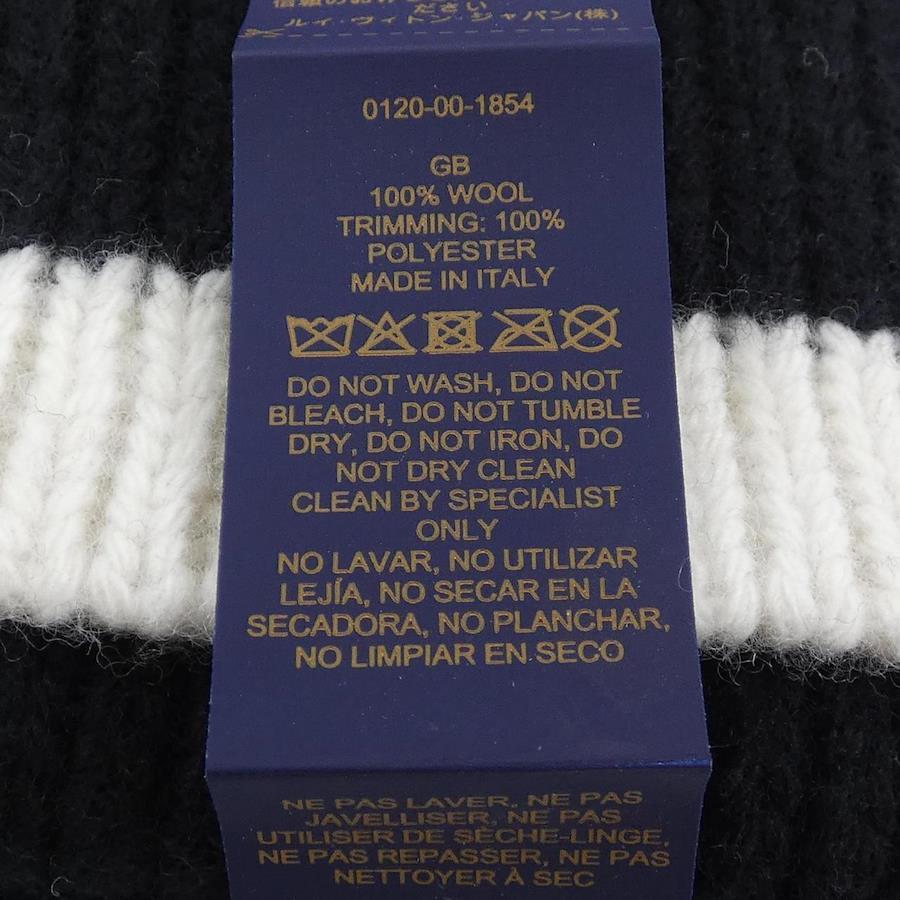 ださい
ルイ・ヴィトン ジャパン(株)
0120-00-1854
GB
100% WOOL
TRIMMING: 100%
POLYESTER
MADE IN ITALY
DO NOT WASH, DO NOT
BLEACH, DO NOT TUMBLE
DRY, DO NOT IRON, DO
NOT DRY CLEAN
CLEAN BY SPECIALIST
ONLY
NO LAVAR, NO UTILIZAR
LEJÍA, NO SECAR EN LA
SECADORA, NO PLANCHAR,
NO LIMPIAR EN SECO
NE PAS LAVER, NE PAS
JAVELLISER, NE PAS
UTILISER DE SÈCHE-LINGE,
NE PAS REPASSER, NE PAS
NETTOYER À SEC